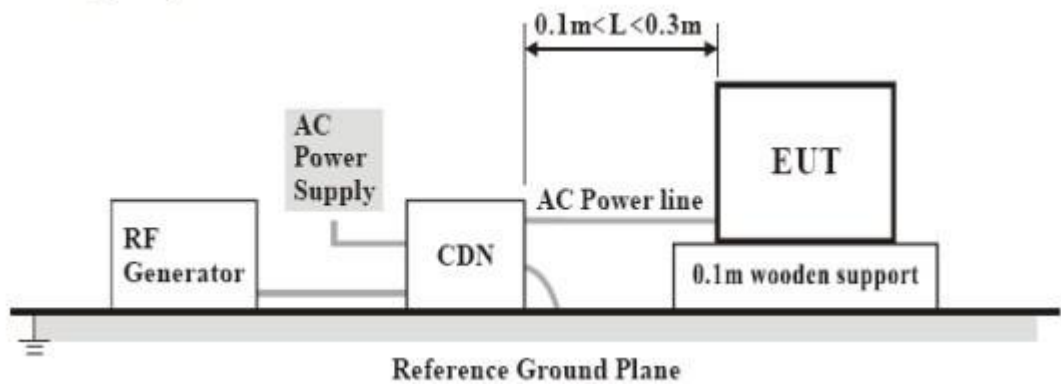 0.1m< L <0.3m
AC
Power
Supply
EUT
AC Power line
RF
Generator
CDN
0.1m wooden support
Reference Ground Plane